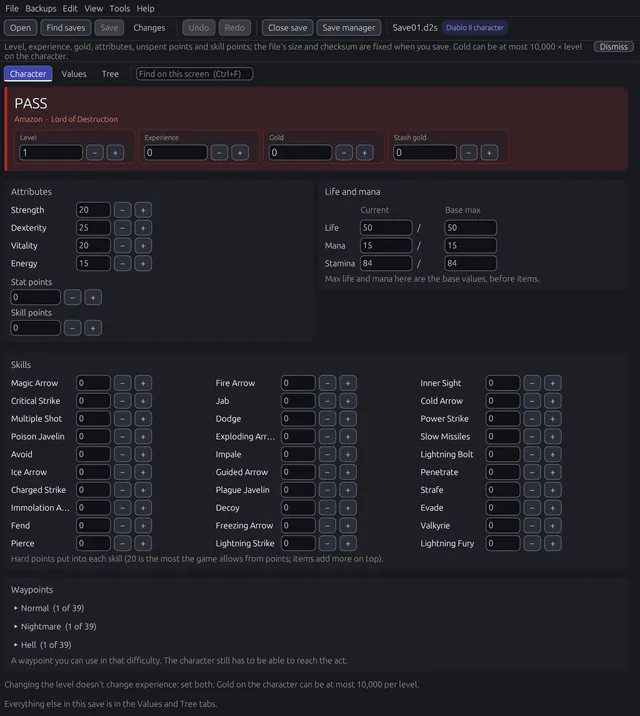 File Backups Edit View Tools Help
Open Find saves Save Changes Undo Redo Close save Save manager Save01.d2s Diablo II character
Level, experience, gold, attributes, unspent points and skill points; the file's size and checksum are fixed when you save. Gold can be at most 10,000 × level
on the character.
Dismiss
Character Values Tree Find on this screen (Ctrl+F)
PASS
Amazon · Lord of Destruction
Level Experience Gold Stash gold
1 − + 0 − + 0 − + 0 − +
Attributes
Strength 20 − +
Dexterity 25 − +
Vitality 20 − +
Energy 15 − +
Stat points
0 − +
Skill points
0 − +
Life and mana
Current Base max
Life 50 / 50
Mana 15 / 15
Stamina 84 / 84
Max life and mana here are the base values, before items.
Skills
Magic Arrow 0 − + Fire Arrow 0 − + Inner Sight 0 − +
Critical Strike 0 − + Jab 0 − + Cold Arrow 0 − +
Multiple Shot 0 − + Dodge 0 − + Power Strike 0 − +
Poison Javelin 0 − + Exploding Arr... 0 − + Slow Missiles 0 − +
Avoid 0 − + Impale 0 − + Lightning Bolt 0 − +
Ice Arrow 0 − + Guided Arrow 0 − + Penetrate 0 − +
Charged Strike 0 − + Plague Javelin 0 − + Strafe 0 − +
Immolation A... 0 − + Decoy 0 − + Evade 0 − +
Fend 0 − + Freezing Arrow 0 − + Valkyrie 0 − +
Pierce 0 − + Lightning Strike 0 − + Lightning Fury 0 − +
Hard points put into each skill (20 is the most the game allows from points; items add more on top).
Waypoints
▸ Normal (1 of 39)
▸ Nightmare (1 of 39)
▸ Hell (1 of 39)
A waypoint you can use in that difficulty. The character still has to be able to reach the act.
Changing the level doesn't change experience: set both. Gold on the character can be at most 10,000 per level.
Everything else in this save is in the Values and Tree tabs.